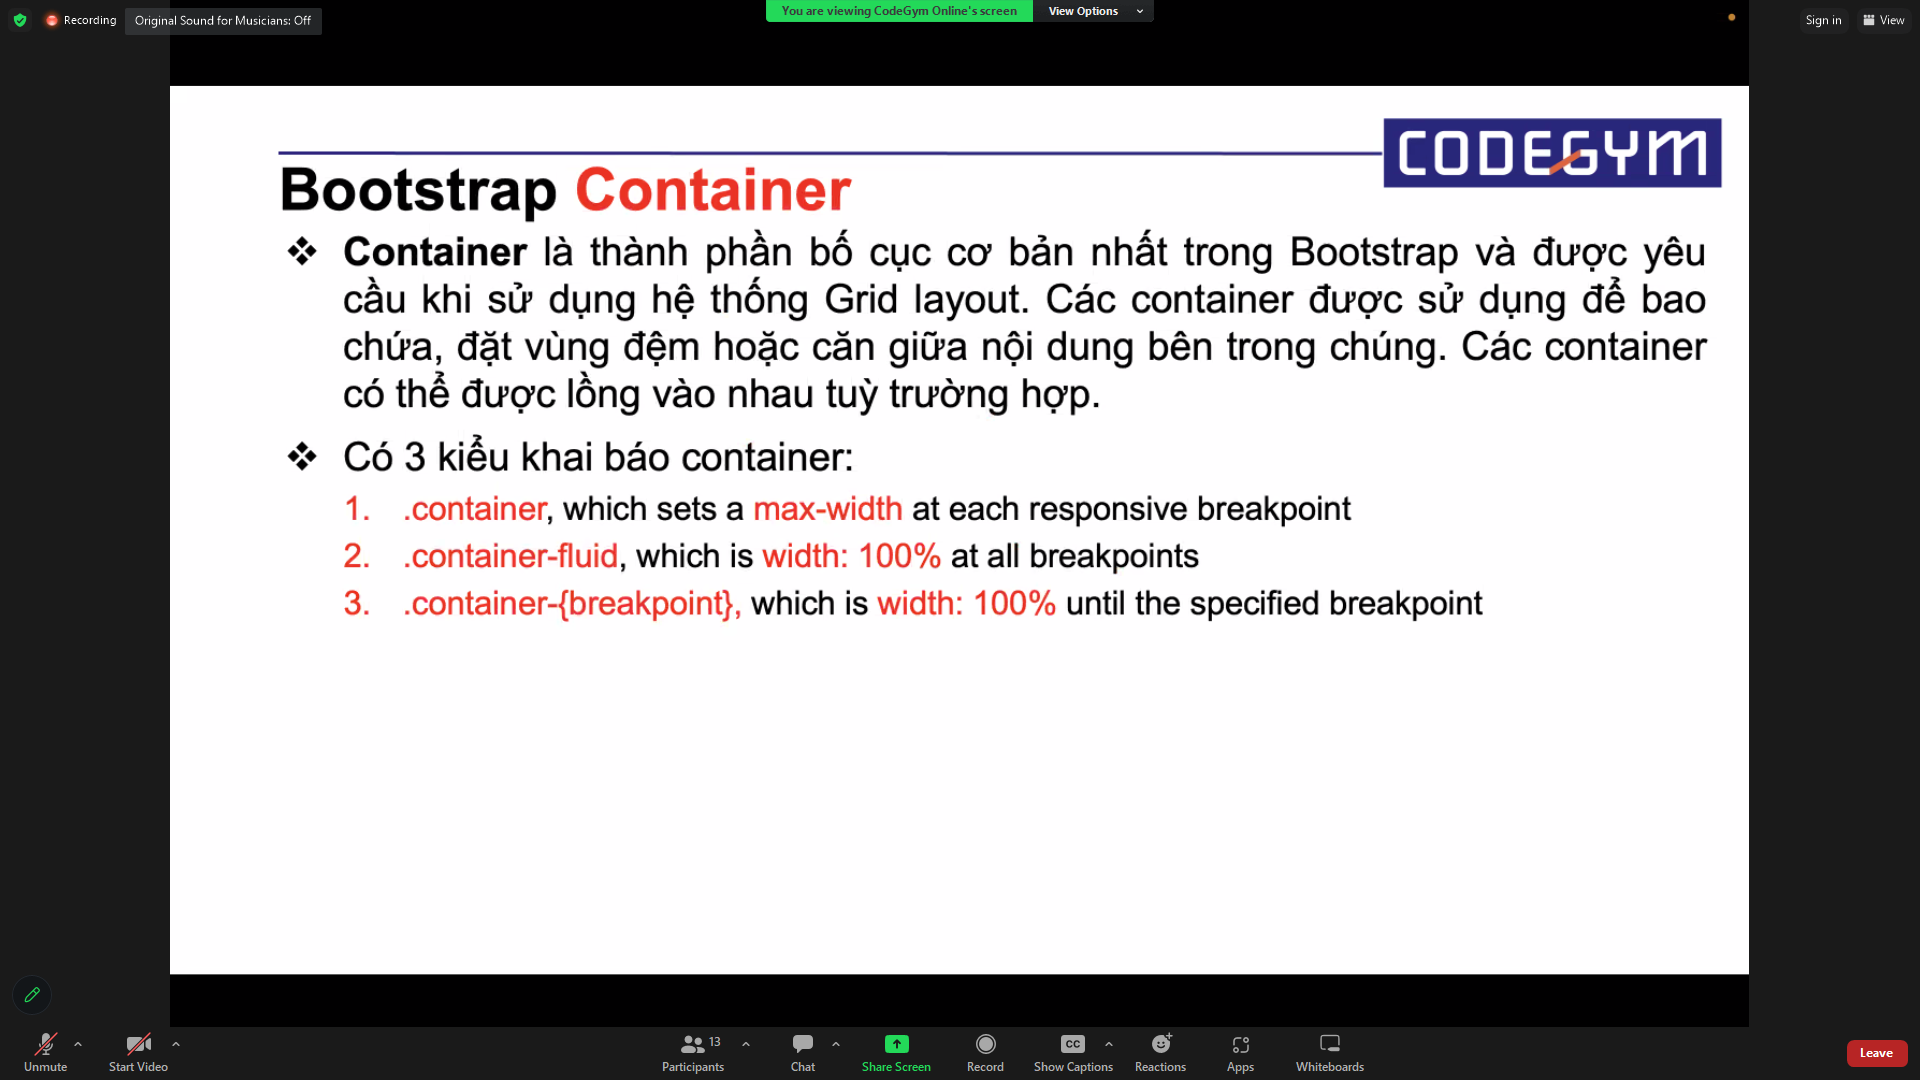 Recording
Original Sound for Musicians: Off
You are viewing CodeGym Online's screen
View Options
Sign in
View
CODEGYM
Bootstrap Container
❖ Container là thành phần bố cục cơ bản nhất trong Bootstrap và được yêu
cầu khi sử dụng hệ thống Grid layout. Các container được sử dụng để bao
chứa, đặt vùng đệm hoặc căn giữa nội dung bên trong chúng. Các container
có thể được lồng vào nhau tuỳ trường hợp.
❖ Có 3 kiểu khai báo container:
1. .container, which sets a max-width at each responsive breakpoint
2. .container-fluid, which is width: 100% at all breakpoints
3. .container-{breakpoint}, which is width: 100% until the specified breakpoint
Unmute
Start Video
13
Participants
Chat
Share Screen
Record
CC
Show Captions
Reactions
Apps
Whiteboards
Leave